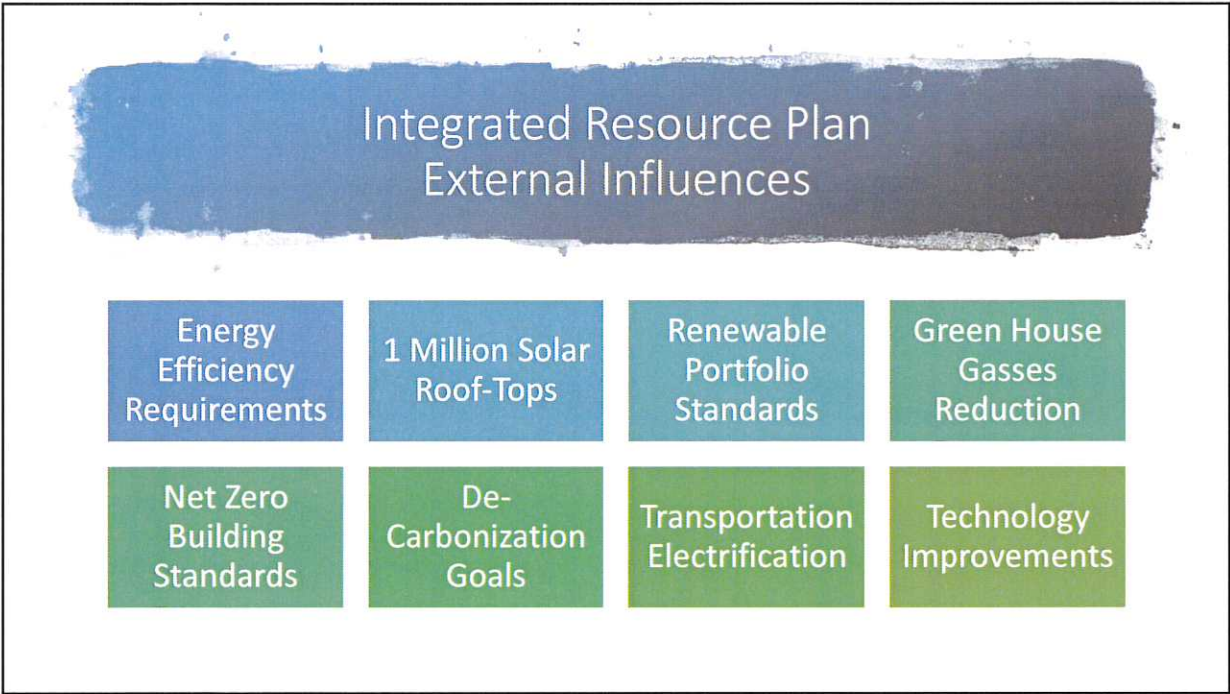 Integrated Resource Plan
External Influences
Energy
Efficiency
Requirements
1 Million Solar
Roof-Tops
Renewable
Portfolio
Standards
Green House
Gasses
Reduction
Net Zero
Building
Standards
De-
Carbonization
Goals
Transportation
Electrification
Technology
Improvements